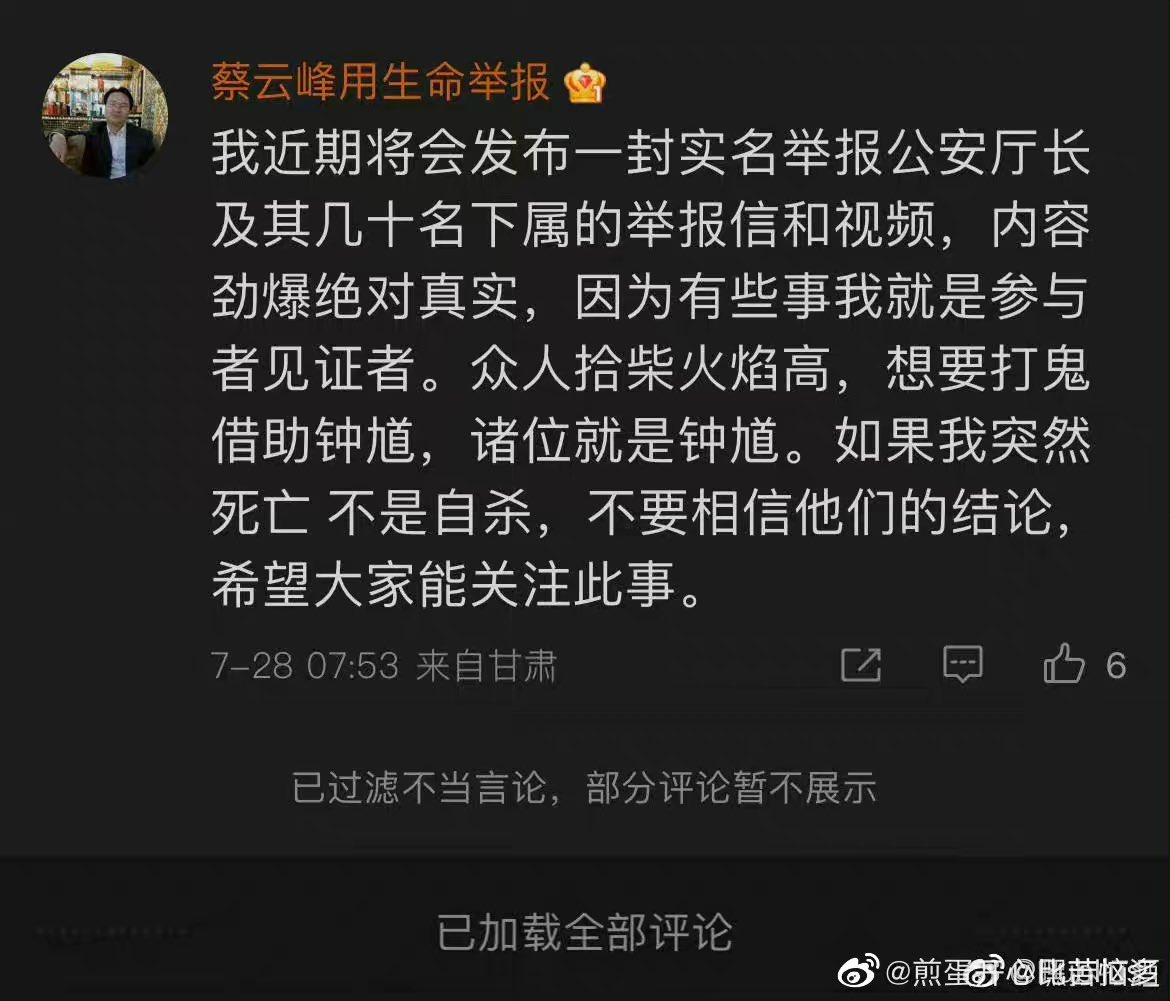 蔡云峰用生命举报
我近期将会发布一封实名举报公安厅长
及其几十名下属的举报信和视频，内容
劲爆绝对真实，因为有些事我就是参与
者见证者。众人拾柴火焰高，想要打鬼
借助钟馗，诸位就是钟馗。如果我突然
死亡 不是自杀，不要相信他们的结论，
希望大家能关注此事。
7-28 07:53 来自甘肃
6
已过滤不当言论，部分评论暂不展示
已加载全部评论
@煎蛋